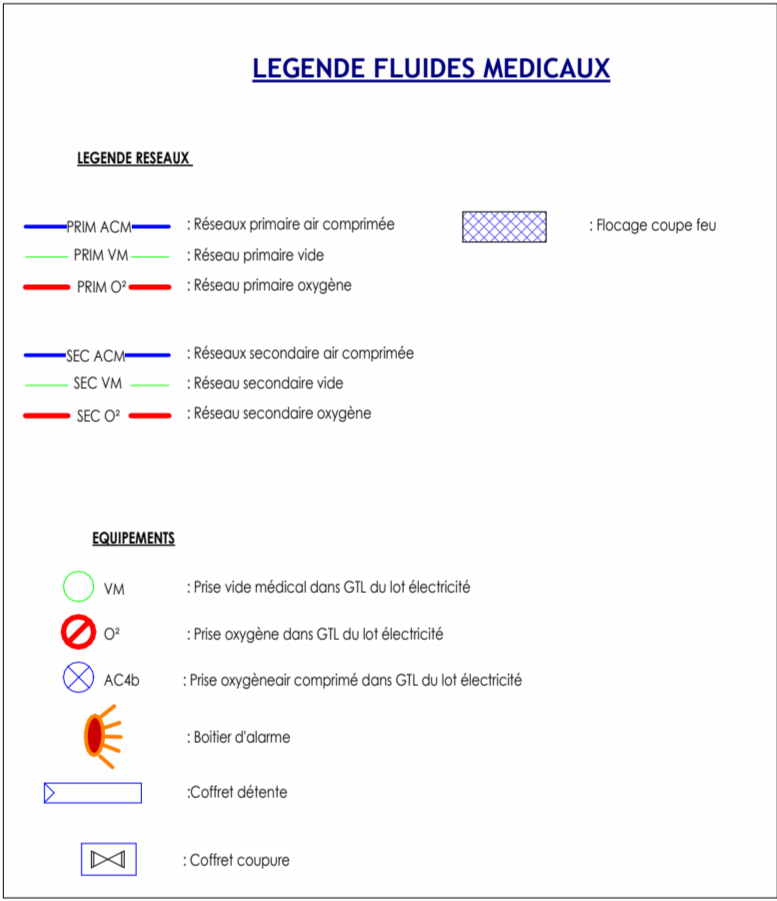 LEGENDE FLUIDES MEDICAUX
LEGENDE RESEAUX
PRIM ACM : Réseaux primaire air comprimée
: Flocage coupe feu
PRIM VM : Réseau primaire vide
PRIM O² : Réseau primaire oxygène
SEC ACM : Réseaux secondaire air comprimée
SEC VM : Réseau secondaire vide
SEC O² : Réseau secondaire oxygène
EQUIPEMENTS
VM : Prise vide médical dans GTL du lot électricité
O² : Prise oxygène dans GTL du lot électricité
AC4b : Prise oxygèneair comprimé dans GTL du lot électricité
: Boitier d'alarme
:Coffret détente
: Coffret coupure